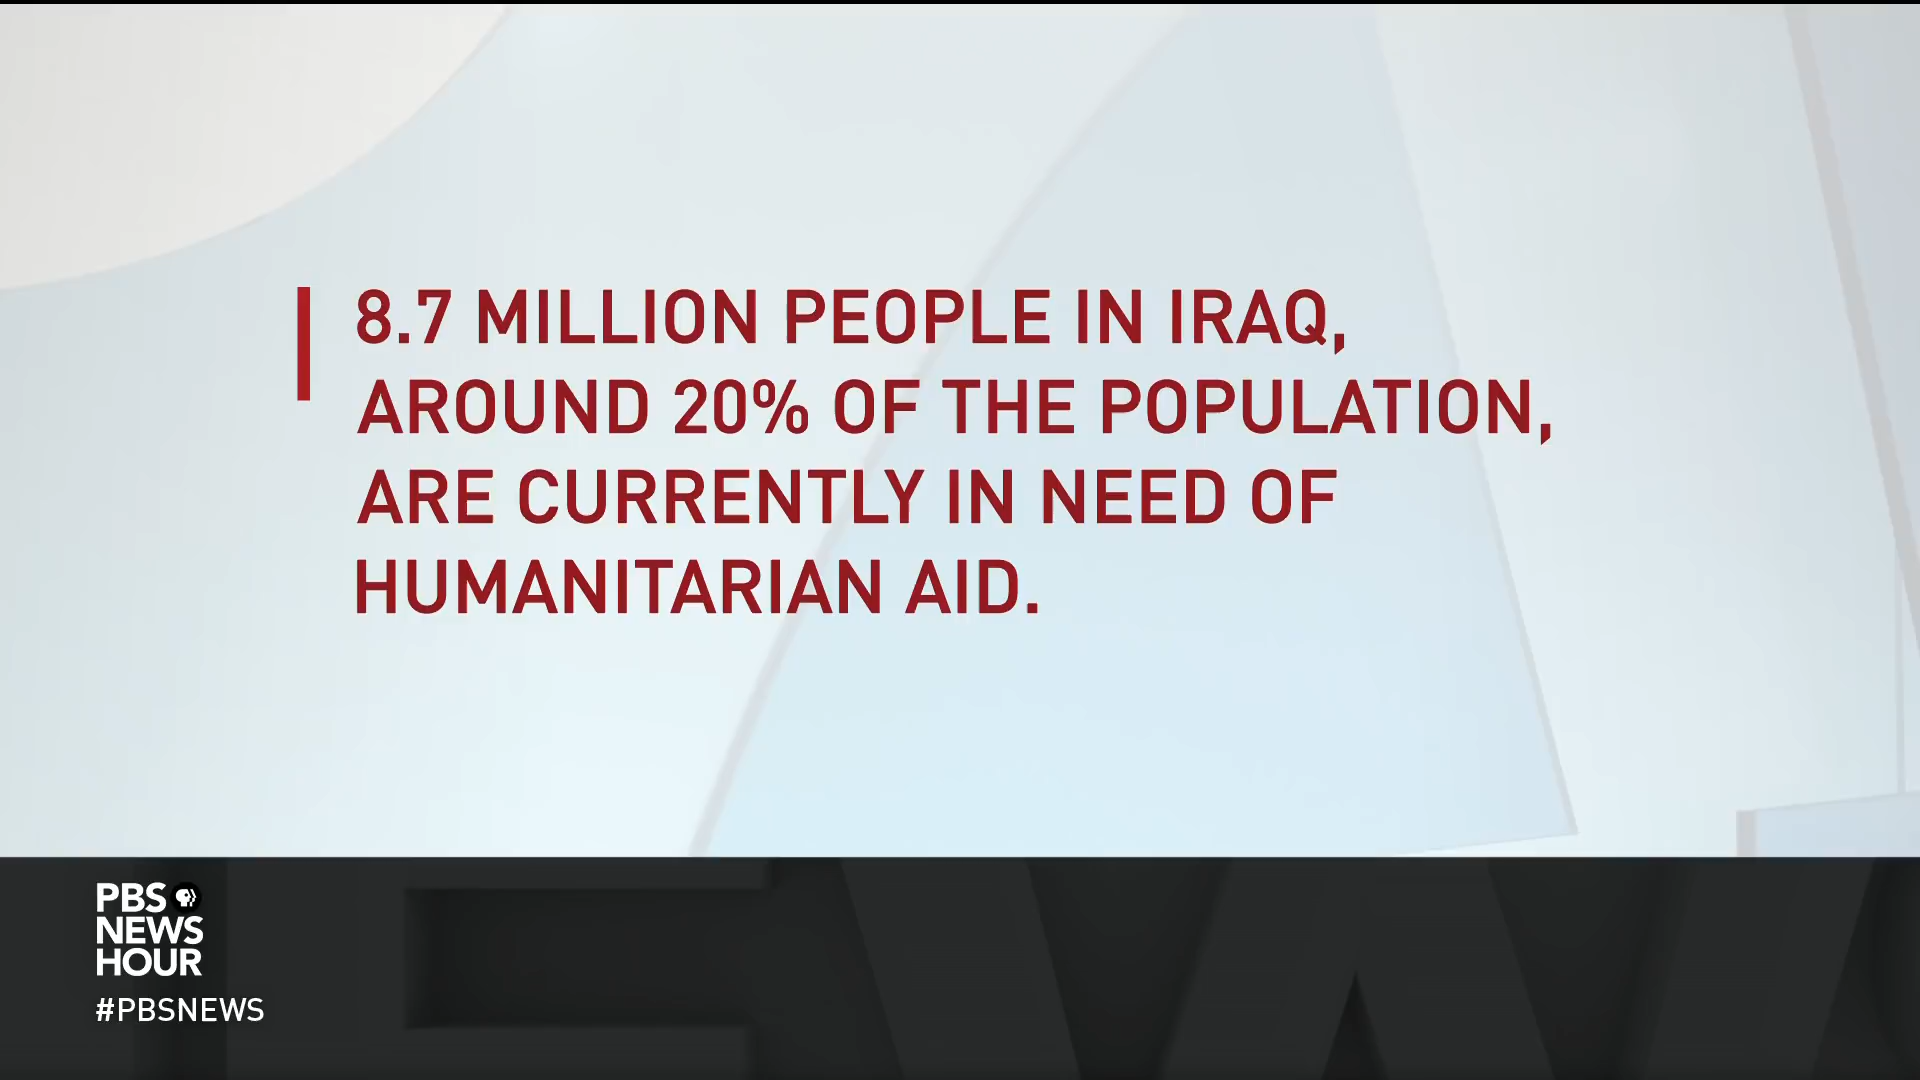 8.7 MILLION PEOPLE IN IRAQ,
AROUND 20% OF THE POPULATION,
ARE CURRENTLY IN NEED OF
HUMANITARIAN AID.
PBS
NEWS
HOUR
#PBSNEWS